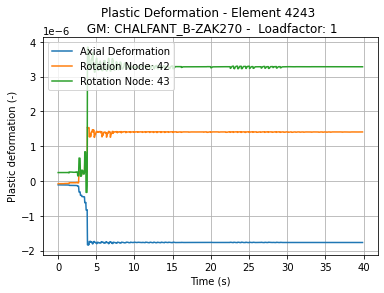 Plastic Deformation - Element 4243
GM: CHALFANT_B-ZAK270 -  Loadfactor: 1
1e−6
Axial Deformation
Rotation Node: 42
Rotation Node: 43
4
3
2
1
0
−1
−2
Plastic deformation (-)
0 5 10 15 20 25 30 35 40
Time (s)